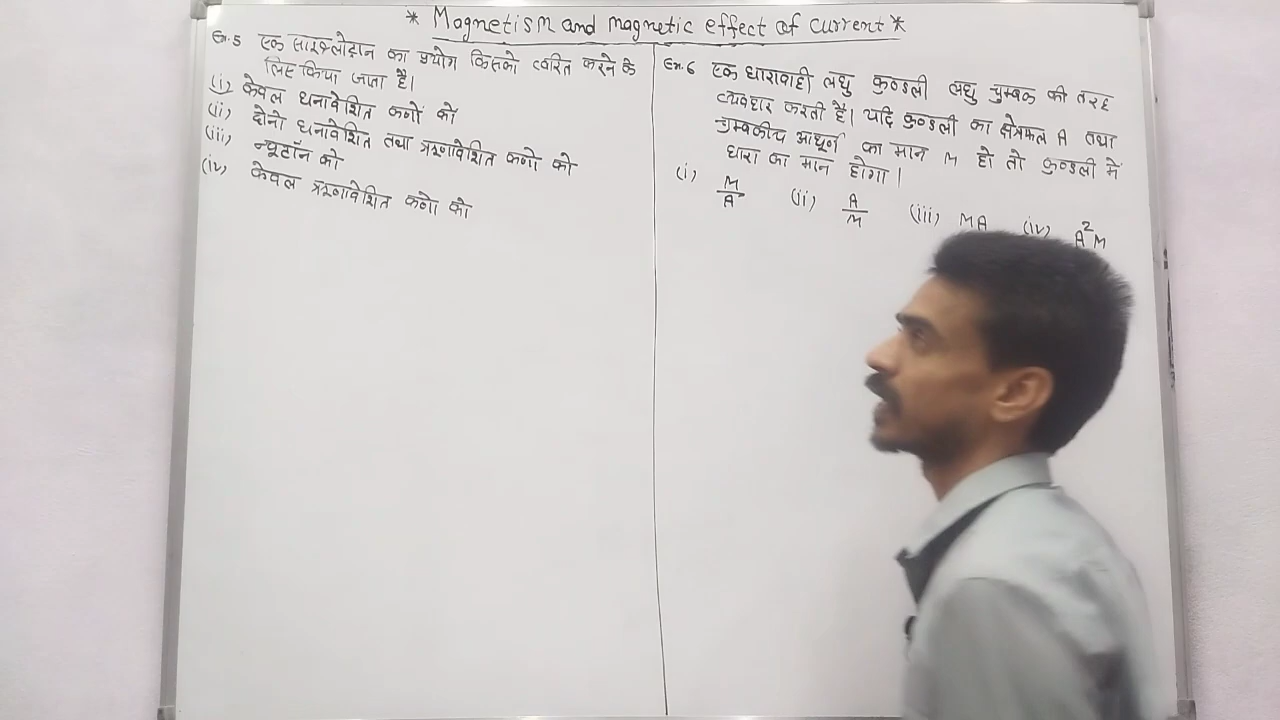 * Magnetism and magnetic effect of current *
Ex.5 एक साइक्लोट्रान का प्रयोग किसको त्वरित करने के
लिए किया जाता है।
(i) केवल धनावेशित कणों को
(ii) दोनो धनावेशित तथा ऋणावेशित कणो को
(iii) न्यूट्रॉन को
(iv) केवल ऋणावेशित कणो को
Ex.6 एक धारावाही लघु कुण्डली लघु चुम्बक की तरह
व्यवहार करती है। यदि कुण्डली का क्षेत्रफल A तथा
चुम्बकीय आघूर्ण का मान M हो तो कुण्डली में
धारा का मान होगा।
(i) M/A (ii) A/M (iii) MA (iv) A²M